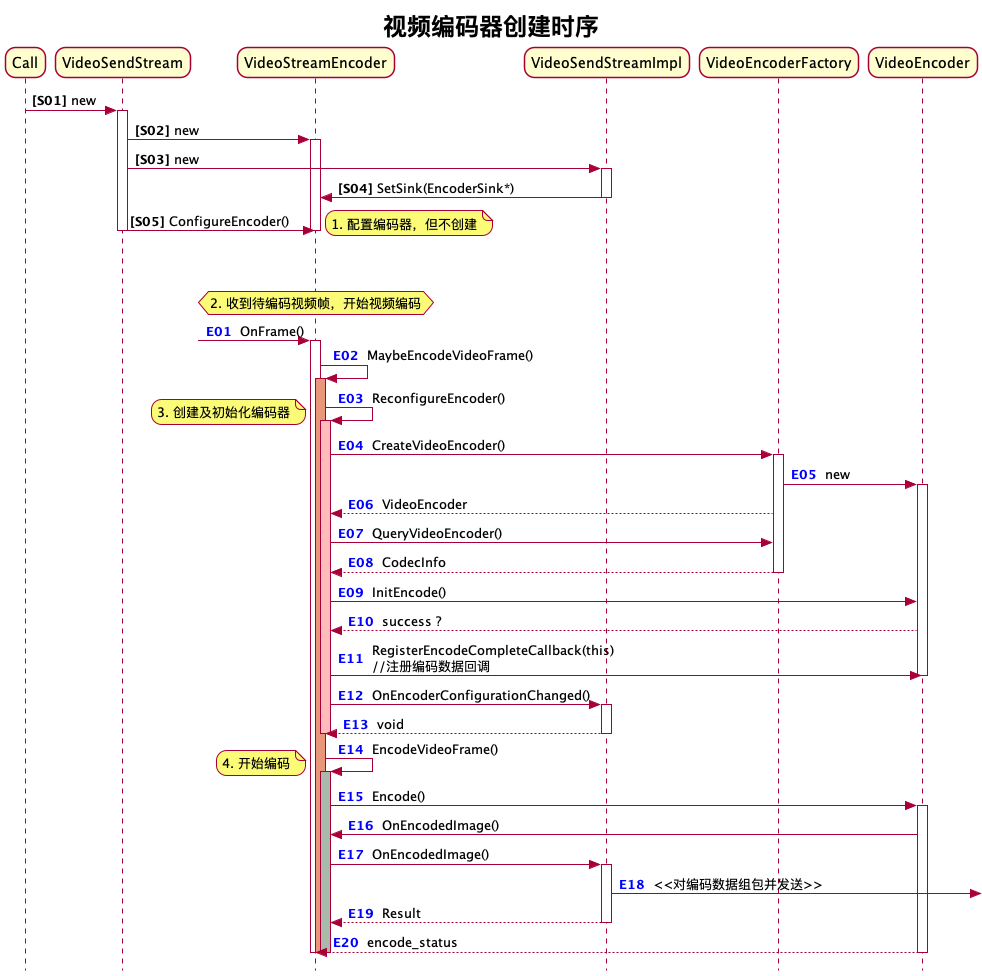 视频编码器创建时序
Call VideoSendStream VideoStreamEncoder VideoSendStreamImpl VideoEncoderFactory VideoEncoder
[S01] new
[S02] new
[S03] new
[S04] SetSink(EncoderSink*)
[S05] ConfigureEncoder()
1. 配置编码器，但不创建
2. 收到待编码视频帧，开始视频编码
E01 OnFrame()
E02 MaybeEncodeVideoFrame()
E03 ReconfigureEncoder()
3. 创建及初始化编码器
E04 CreateVideoEncoder()
E05 new
E06 VideoEncoder
E07 QueryVideoEncoder()
E08 CodecInfo
E09 InitEncode()
E10 success ?
E11 RegisterEncodeCompleteCallback(this)
//注册编码数据回调
E12 OnEncoderConfigurationChanged()
E13 void
E14 EncodeVideoFrame()
4. 开始编码
E15 Encode()
E16 OnEncodedImage()
E17 OnEncodedImage()
E18 <<对编码数据组包并发送>>
E19 Result
E20 encode_status